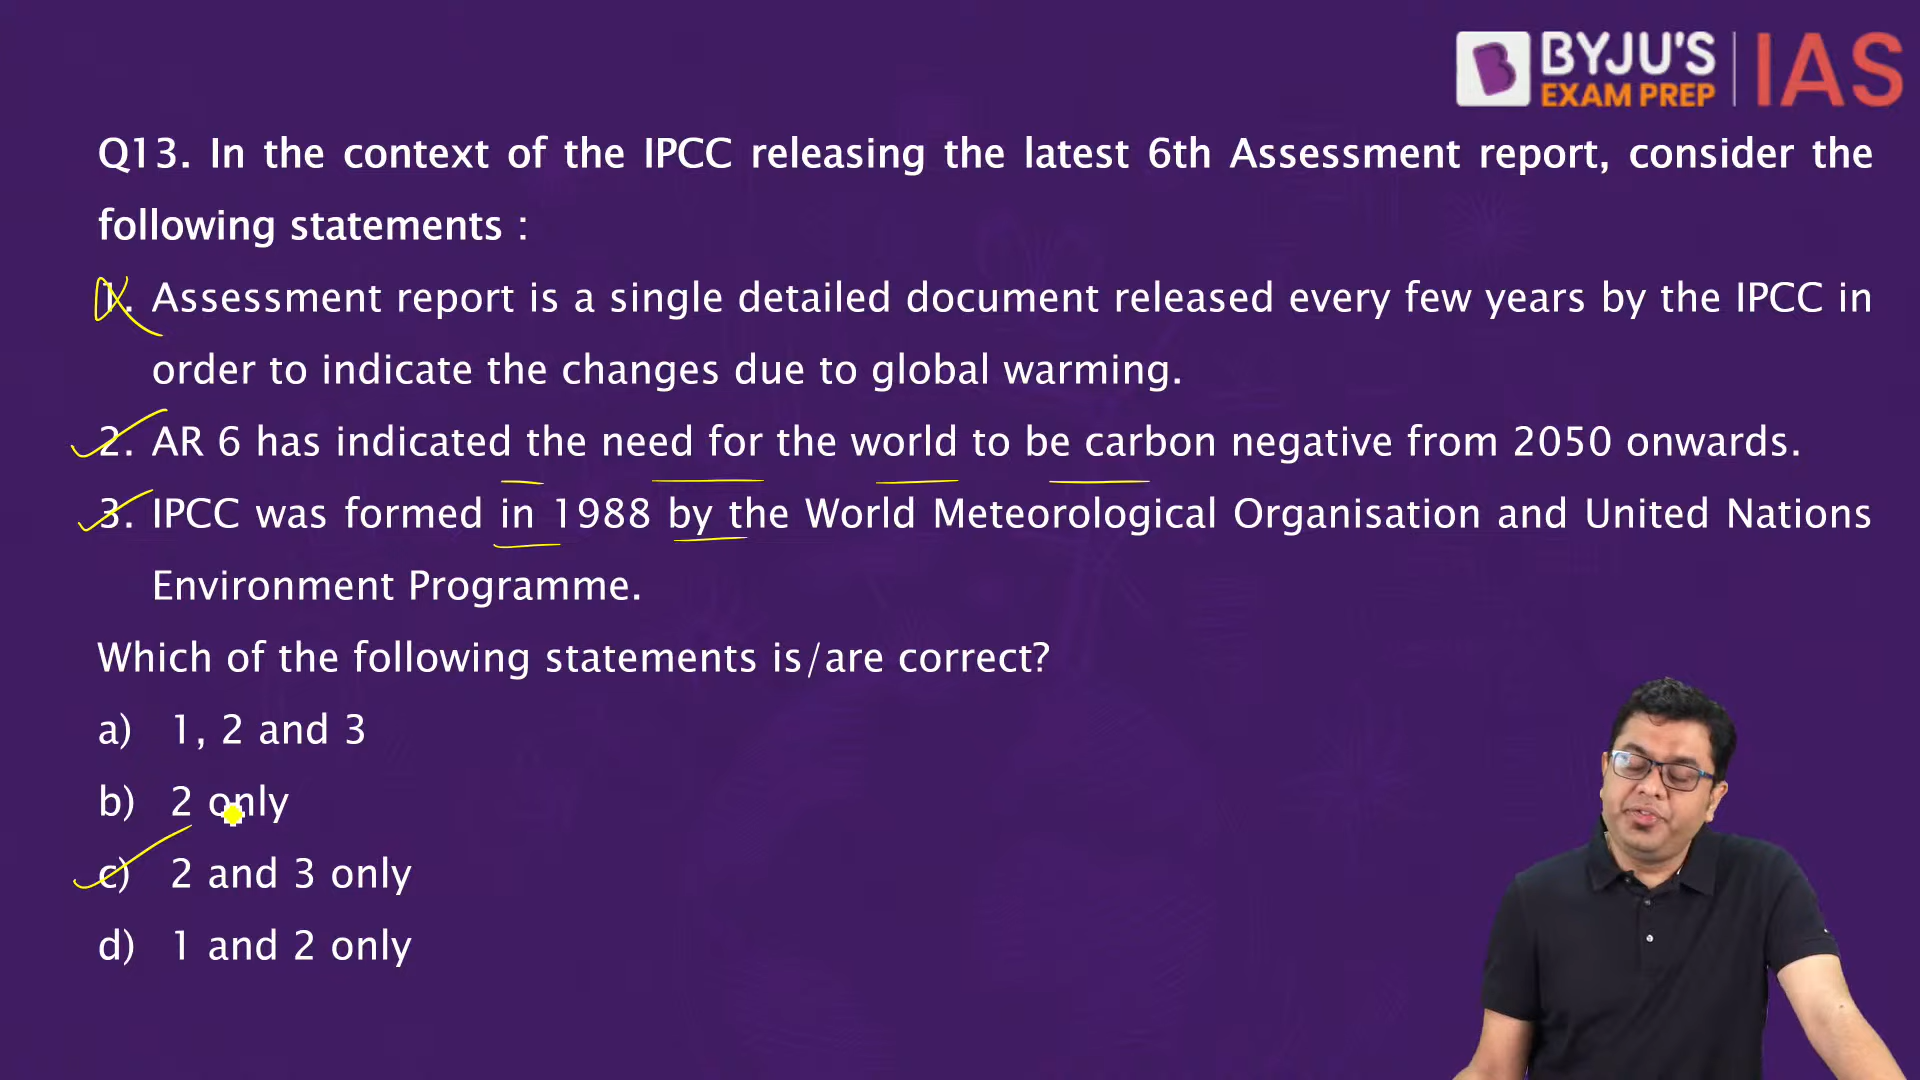 BYJU'S
EXAM PREP
IAS
Q13. In the context of the IPCC releasing the latest 6th Assessment report, consider the
following statements :
1. Assessment report is a single detailed document released every few years by the IPCC in
order to indicate the changes due to global warming.
2. AR 6 has indicated the need for the world to be carbon negative from 2050 onwards.
3. IPCC was formed in 1988 by the World Meteorological Organisation and United Nations
Environment Programme.
Which of the following statements is/are correct?
a) 1, 2 and 3
b) 2 only
c) 2 and 3 only
d) 1 and 2 only